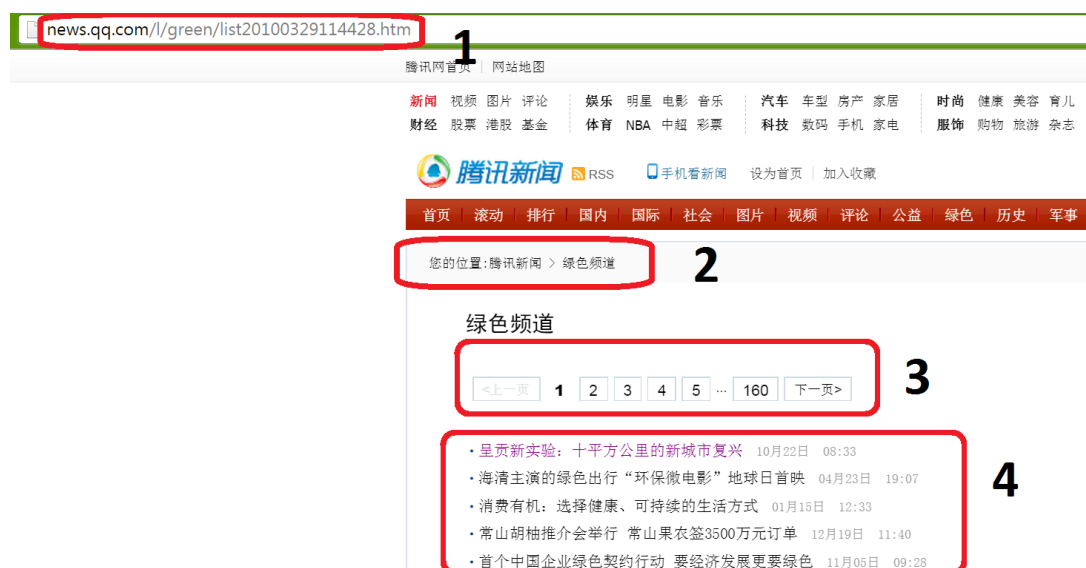 news.qq.com/l/green/list20100329114428.htm
1
腾讯网首页 | 网站地图
新闻 视频 图片 评论 娱乐 明星 电影 音乐 汽车 车型 房产 家居 时尚 健康 美容 育儿
财经 股票 港股 基金 体育 NBA 中超 彩票 科技 数码 手机 家电 服饰 购物 旅游 杂志
腾讯新闻 RSS 手机看新闻 设为首页 | 加入收藏
首页 滚动 排行 国内 国际 社会 图片 视频 评论 公益 绿色 历史 军事
您的位置:腾讯新闻 > 绿色频道 2
绿色频道
<上一页 1 2 3 4 5 ... 160 下一页> 3
· 呈贡新实验：十平方公里的新城市复兴 10月22日 08:33
· 海清主演的绿色出行“环保微电影”地球日首映 04月23日 19:07
4
· 消费有机：选择健康、可持续的生活方式 01月15日 12:33
· 常山胡柚推介会举行 常山果农签3500万元订单 12月19日 11:40
· 首个中国企业绿色契约行动 要经济发展更要绿色 11月05日 09:28